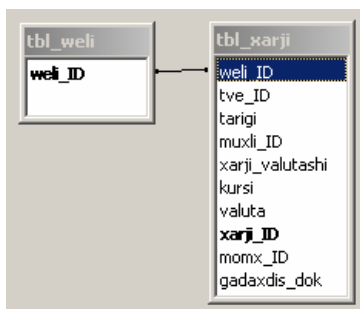 tbl_weli
weli_ID
tbl_xarji
weli_ID
tve_ID
tarigi
muxli_ID
xarji_valutashi
kursi
valuta
xarji_ID
momx_ID
gadaxdis_dok